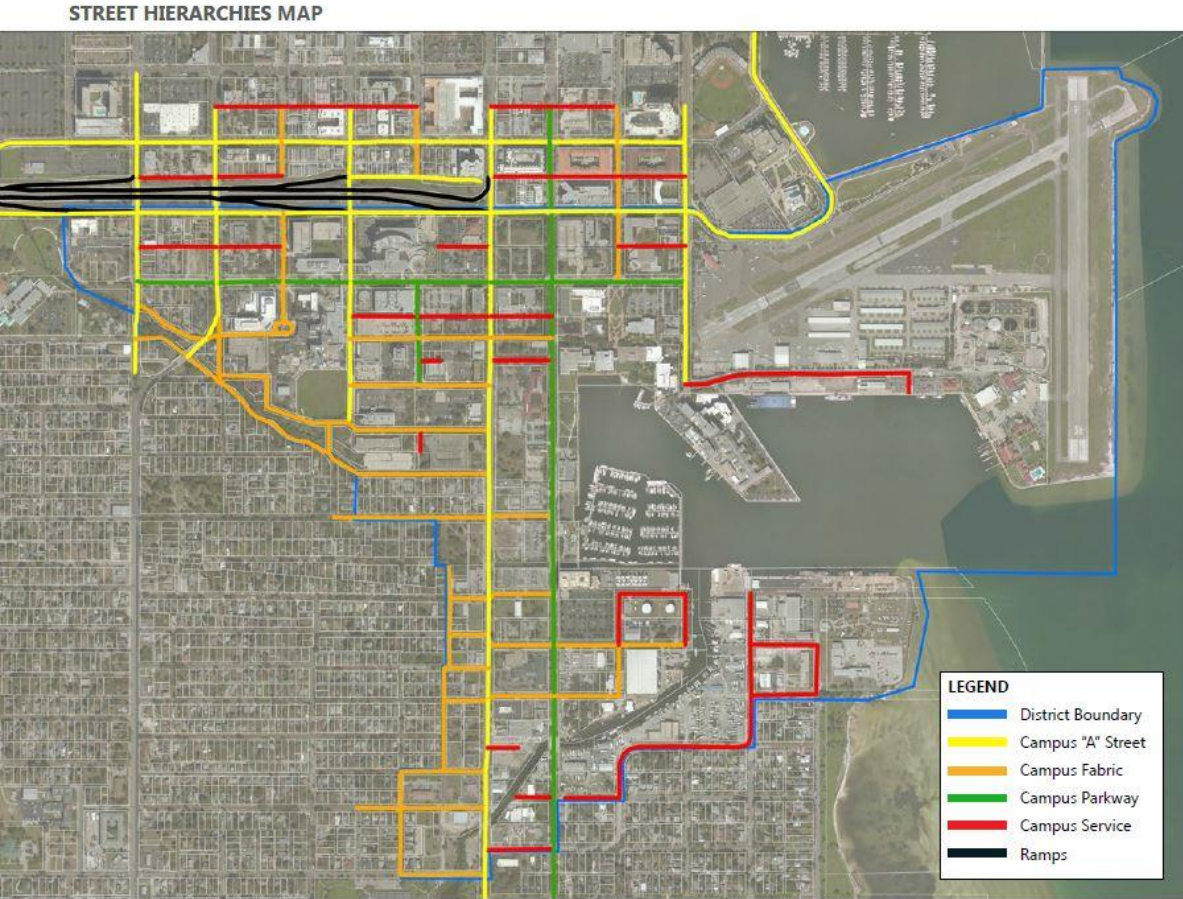 STREET HIERARCHIES MAP
LEGEND
District Boundary
Campus "A" Street
Campus Fabric
Campus Parkway
Campus Service
Ramps